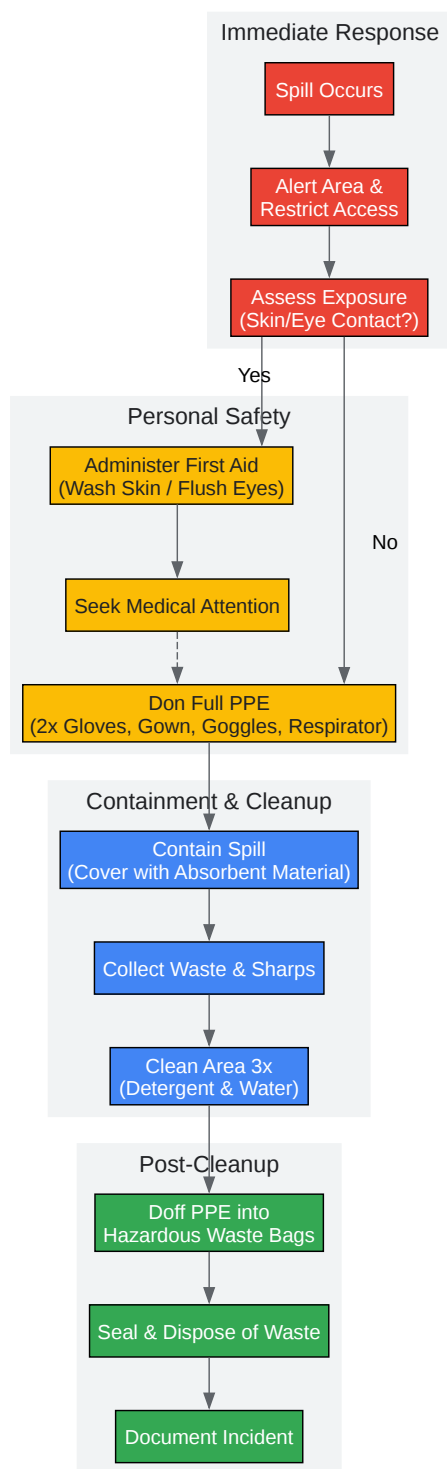 Immediate Response
Spill Occurs
Alert Area &
Restrict Access
Assess Exposure
(Skin/Eye Contact?)
Yes
Personal Safety
Administer First Aid
(Wash Skin / Flush Eyes)
No
Seek Medical Attention
Don Full PPE
(2x Gloves, Gown, Goggles, Respirator)
Containment & Cleanup
Contain Spill
(Cover with Absorbent Material)
Collect Waste & Sharps
Clean Area 3x
(Detergent & Water)
Post-Cleanup
Doff PPE into
Hazardous Waste Bags
Seal & Dispose of Waste
Document Incident